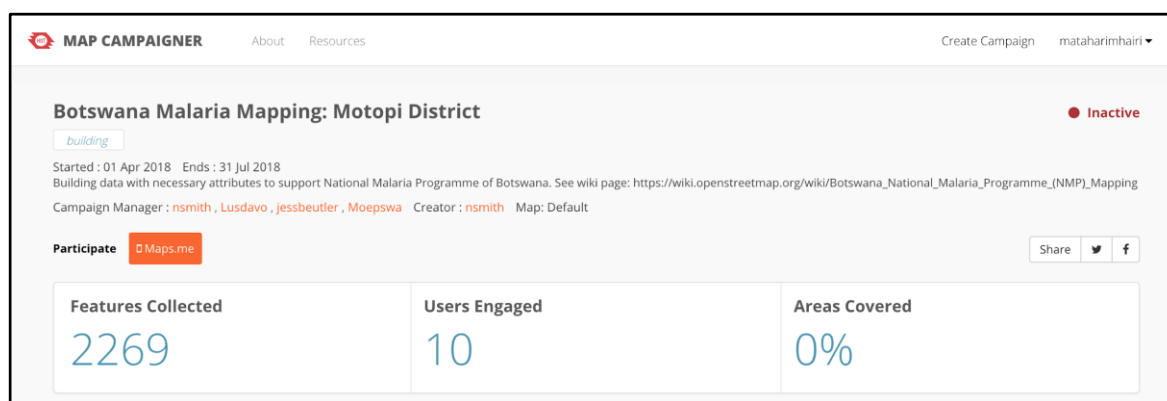 HOT MAP CAMPAIGNER About Resources Create Campaign mataharimhairi
Botswana Malaria Mapping: Motopi District Inactive
building
Started : 01 Apr 2018 Ends : 31 Jul 2018
Building data with necessary attributes to support National Malaria Programme of Botswana. See wiki page: https://wiki.openstreetmap.org/wiki/Botswana_National_Malaria_Programme_(NMP)_Mapping
Campaign Manager : nsmith , Lusdavo , jessbeutler , Moepswa Creator : nsmith Map: Default
Participate Maps.me Share
Features Collected Users Engaged Areas Covered
2269 10 0%